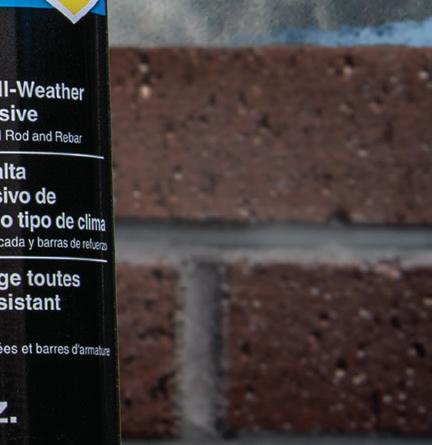 ll-Weather
sive
Rod and Rebar
alta
sivo de
o tipo de clima
cada y barras de refuerzo
ge toutes
sistant
ées et barres d'armature
z.